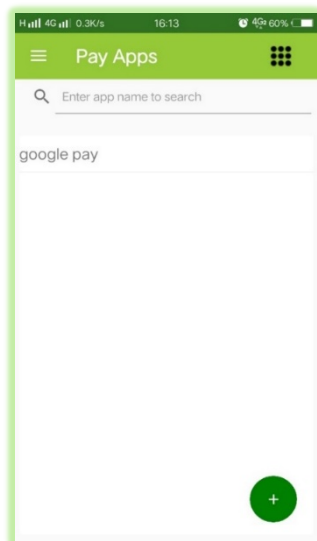 H 4G 0.3K/s 16:13 4G 60%
Pay Apps
Enter app name to search
google pay
+